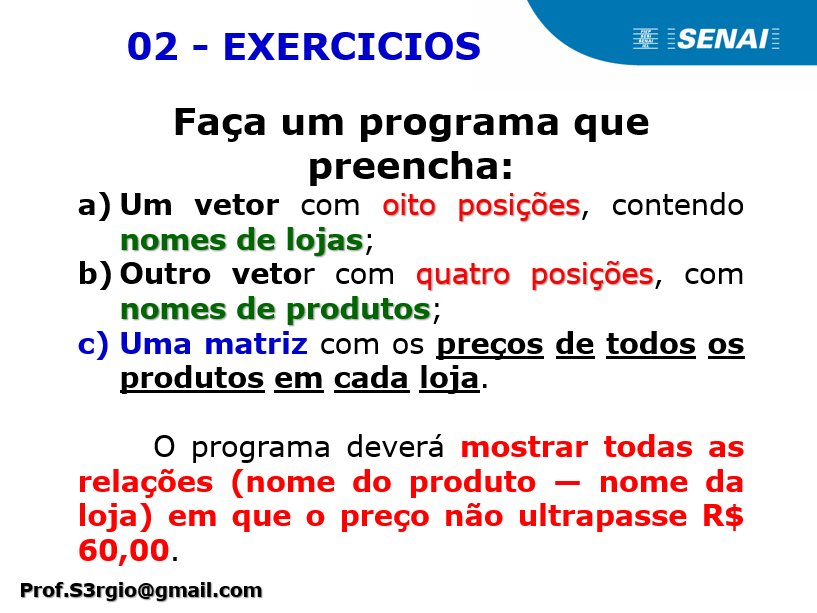 02 - EXERCICIOS
SENAI
Faça um programa que
preencha:
a) Um vetor com oito posições, contendo
nomes de lojas;
b) Outro vetor com quatro posições, com
nomes de produtos;
c) Uma matriz com os preços de todos os
produtos em cada loja.
O programa deverá mostrar todas as
relações (nome do produto — nome da
loja) em que o preço não ultrapasse R$
60,00.
Prof.S3rgio@gmail.com